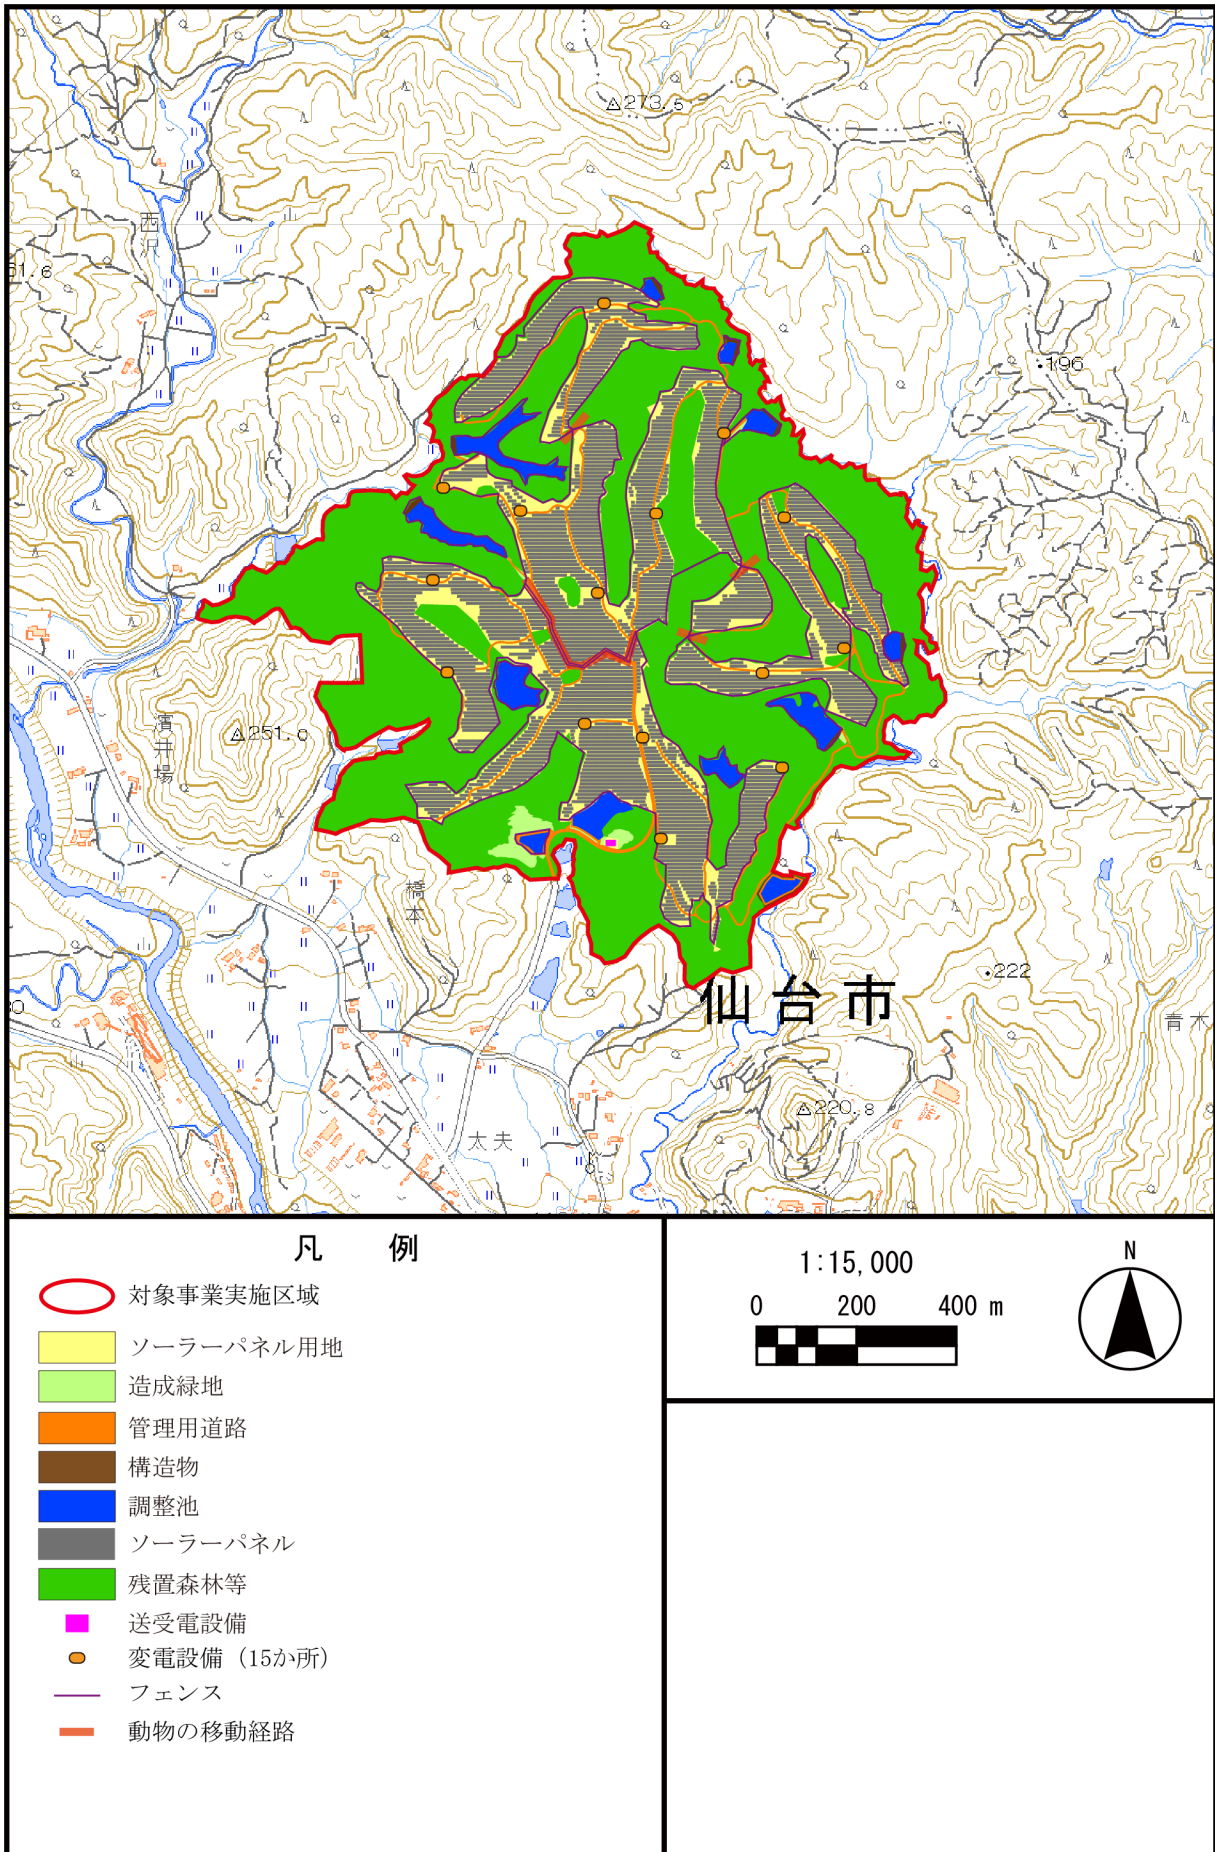 273.5
西沢
51.6
196
濱井場
251.6
橋本
222
仙台市
青木
220.8
太夫
凡 例
対象事業実施区域
ソーラーパネル用地
造成緑地
管理用道路
構造物
調整池
ソーラーパネル
残置森林等
送受電設備
変電設備（15か所）
フェンス
動物の移動経路
1:15,000
0 200 400 m
N